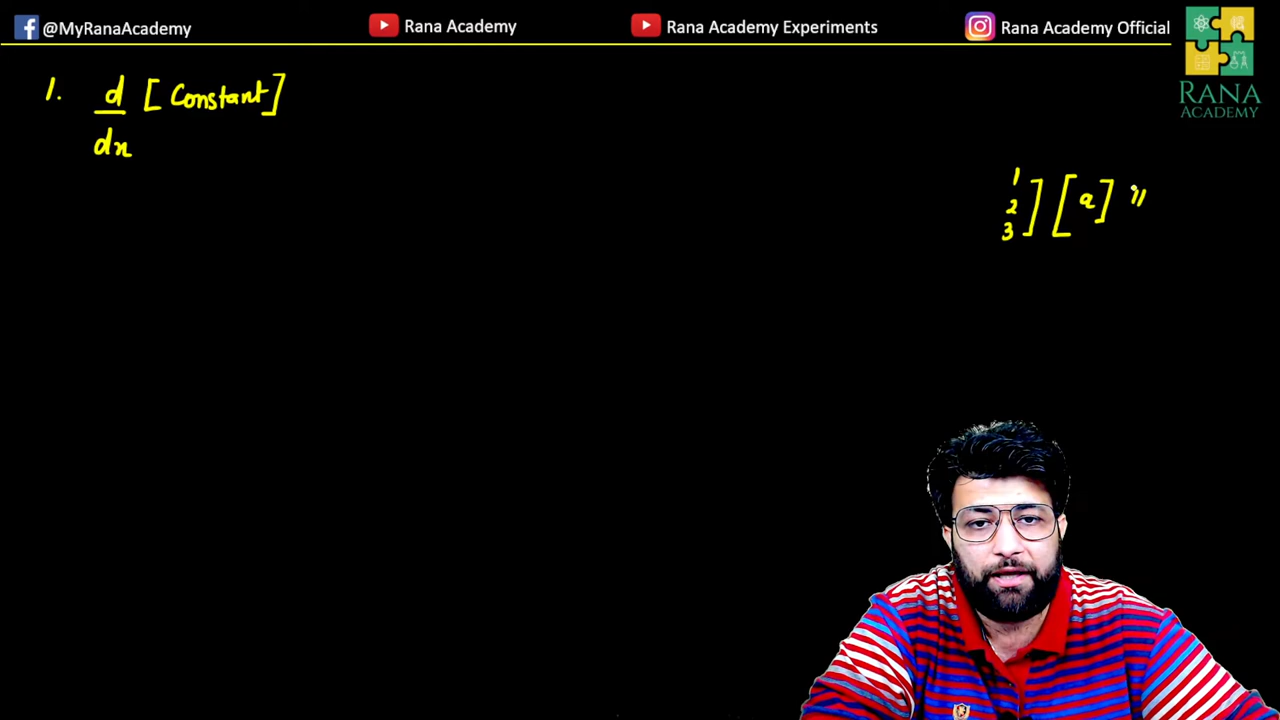 @MyRanaAcademy Rana Academy Rana Academy Experiments Rana Academy Official
RANA
ACADEMY
1. d/dx [Constant]
1
2
3
] [a]